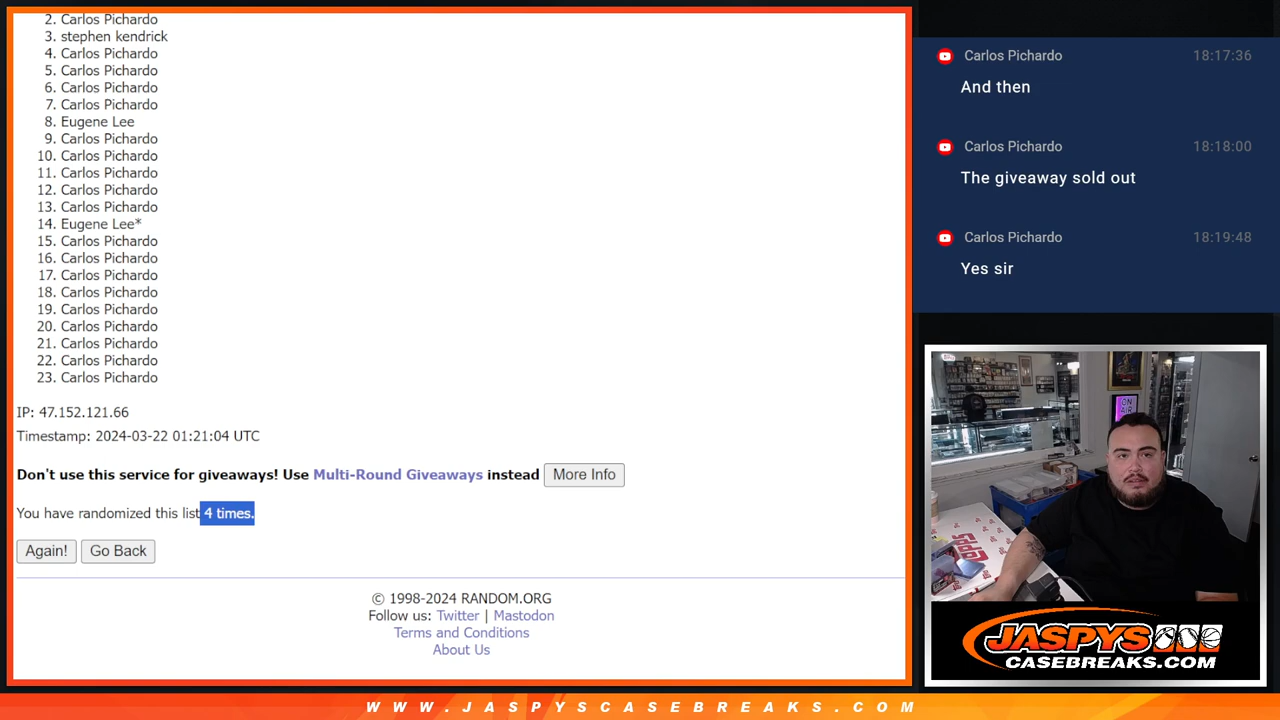 2. Carlos Pichardo
3. stephen kendrick
4. Carlos Pichardo
5. Carlos Pichardo
6. Carlos Pichardo
7. Carlos Pichardo
8. Eugene Lee
9. Carlos Pichardo
10. Carlos Pichardo
11. Carlos Pichardo
12. Carlos Pichardo
13. Carlos Pichardo
14. Eugene Lee*
15. Carlos Pichardo
16. Carlos Pichardo
17. Carlos Pichardo
18. Carlos Pichardo
19. Carlos Pichardo
20. Carlos Pichardo
21. Carlos Pichardo
22. Carlos Pichardo
23. Carlos Pichardo
IP: 47.152.121.66
Timestamp: 2024-03-22 01:21:04 UTC
Don't use this service for giveaways! Use Multi-Round Giveaways instead More Info
You have randomized this list 4 times.
Again! Go Back
© 1998-2024 RANDOM.ORG
Follow us: Twitter | Mastodon
Terms and Conditions
About Us
Carlos Pichardo 18:17:36
And then
Carlos Pichardo 18:18:00
The giveaway sold out
Carlos Pichardo 18:19:48
Yes sir
ON AIR
JASPYS
CASEBREAKS.COM
WWW.JASPYSCASEBREAKS.COM